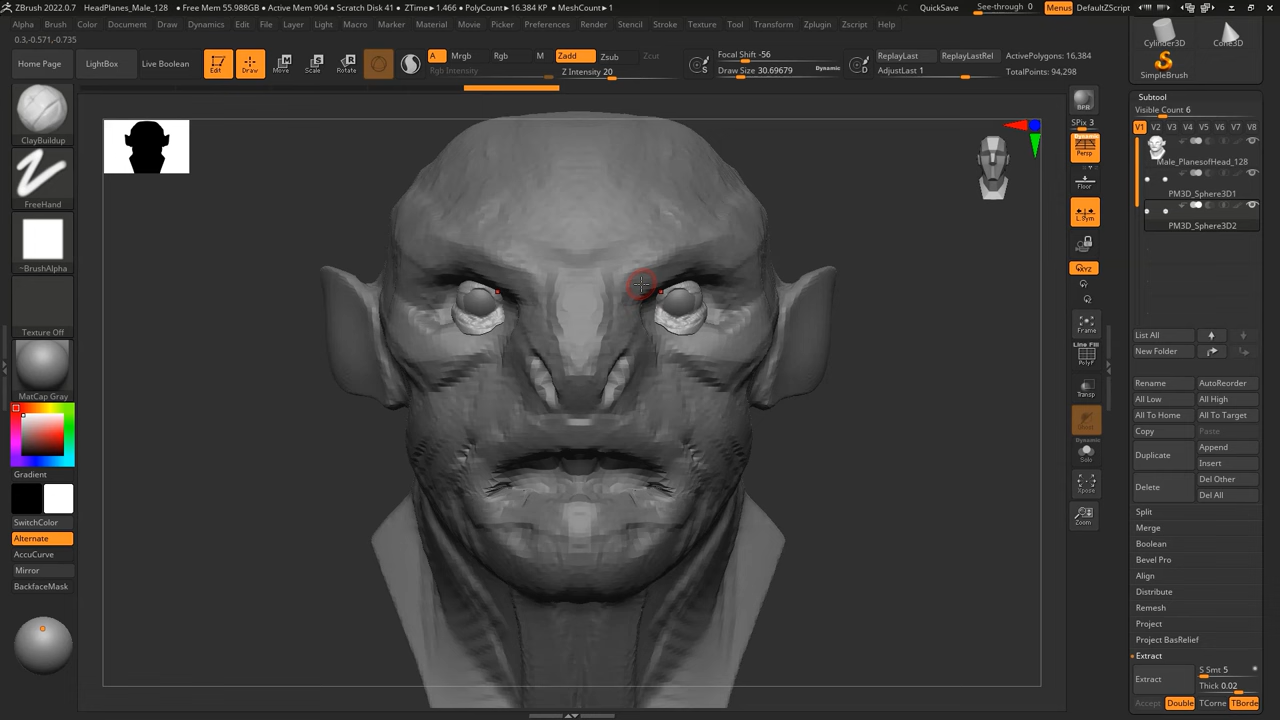 ZBrush 2022.0.7 HeadPlanes_Male_128 • Free Mem 55.988GB • Active Mem 904 • Scratch Disk 41 • ZTime▸1.466 • PolyCount▸16.384 KP • MeshCount▸1 AC QuickSave See-through 0 Menus DefaultZScript
Alpha Brush Color Document Draw Dynamics Edit File Layer Light Macro Marker Material Movie Picker Preferences Render Stencil Stroke Texture Tool Transform Zplugin Zscript Help
0.3,-0.571,-0.735
Home Page LightBox Live Boolean Edit Draw Move Scale Rotate
A Mrgb Rgb M Zadd Zsub Zcut
Rgb Intensity Z Intensity 20
Focal Shift -56
Draw Size 30.69679 Dynamic
S
D
ReplayLast ReplayLastRel
AdjustLast 1
ActivePolygons: 16,384
TotalPoints: 94,298
ClayBuildup
FreeHand
~BrushAlpha
Texture Off
MatCap Gray
Gradient
SwitchColor
Alternate
AccuCurve
Mirror
BackfaceMask
BPR
SPix 3
Dynamic
Persp
Floor
L.Sym
XYZ
Frame
Line Fill
PolyF
Transp
Dynamic
Solo
Xpose
Zoom
Cylinder3D Cone3D
SimpleBrush
Subtool
Visible Count 6
V1 V2 V3 V4 V5 V6 V7 V8
Male_PlanesofHead_128
PM3D_Sphere3D1
PM3D_Sphere3D2
List All
New Folder
Rename AutoReorder
All Low All High
All To Home All To Target
Copy Paste
Duplicate Append
Insert
Delete Del Other
Del All
Split
Merge
Boolean
Bevel Pro
Align
Distribute
Remesh
Project
Project BasRelief
Extract
Extract S Smt 5
Thick 0.02
Accept Double TCorne TBorde